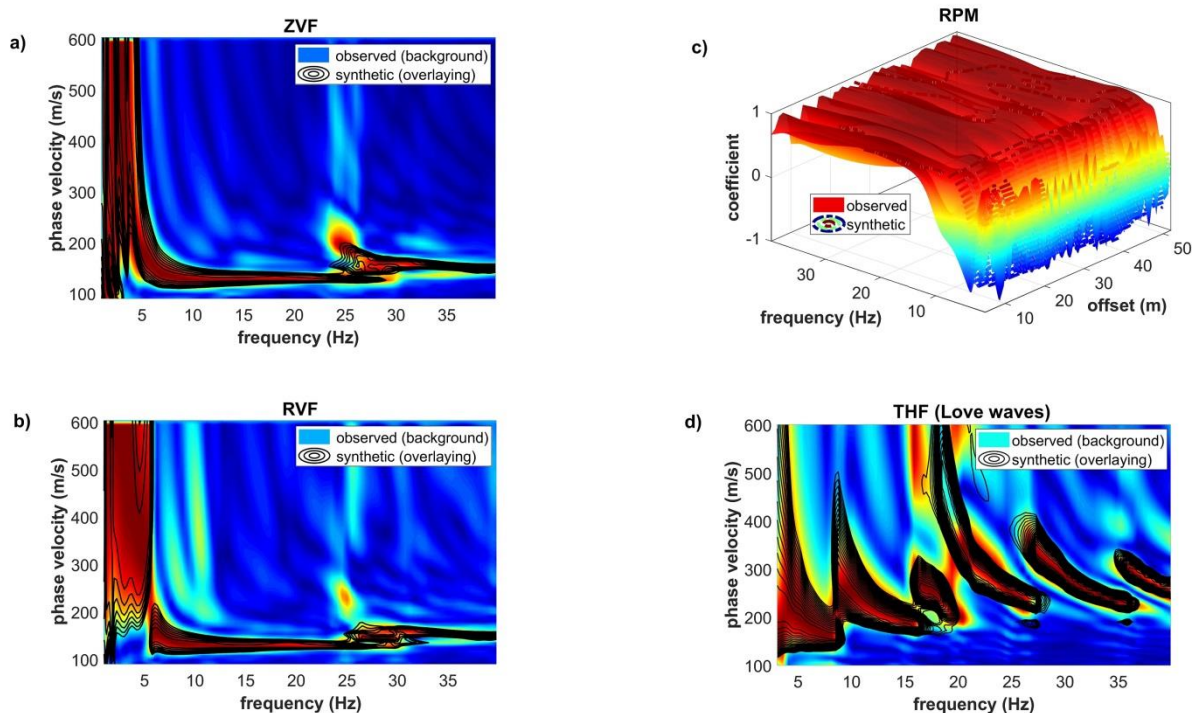 a)
ZVF
600
500
400
300
200
100
phase velocity (m/s)
observed (background)
synthetic (overlaying)
5 10 15 20 25 30 35
frequency (Hz)
c)
RPM
1
0
-1
coefficient
observed
synthetic
30
20
10
frequency (Hz)
10
20
30
40
50
offset (m)
b)
RVF
600
500
400
300
200
100
phase velocity (m/s)
observed (background)
synthetic (overlaying)
5 10 15 20 25 30 35
frequency (Hz)
d)
THF (Love waves)
600
500
400
300
200
100
phase velocity (m/s)
observed (background)
synthetic (overlaying)
5 10 15 20 25 30 35
frequency (Hz)